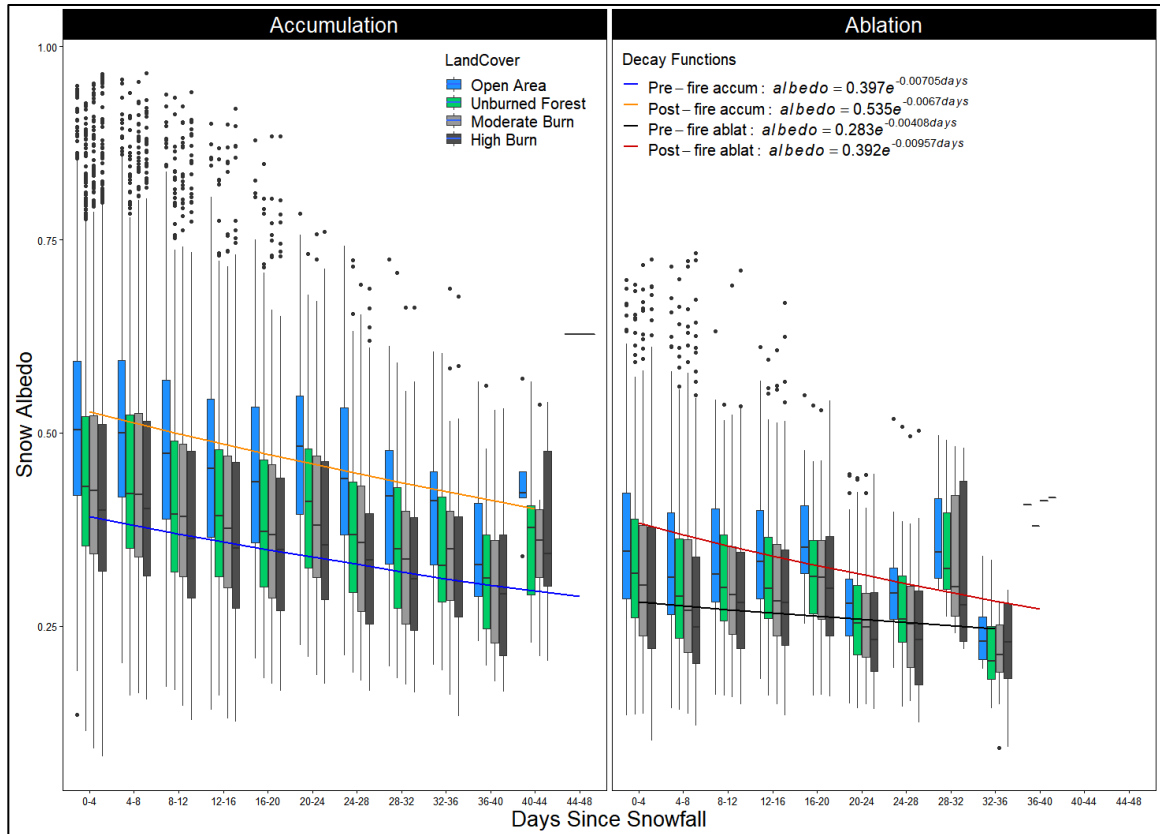 Accumulation
Ablation
1.00
0.75
0.50
0.25
Snow Albedo
LandCover
Open Area
Unburned Forest
Moderate Burn
High Burn
Decay Functions
Pre−fire accum : albedo = 0.397e^-0.00705days
Post−fire accum : albedo = 0.535e^-0.0067days
Pre−fire ablat : albedo = 0.283e^-0.00408days
Post−fire ablat : albedo = 0.392e^-0.00957days
0-4 4-8 8-12 12-16 16-20 20-24 24-28 28-32 32-36 36-40 40-44 44-48
0-4 4-8 8-12 12-16 16-20 20-24 24-28 28-32 32-36 36-40 40-44 44-48
Days Since Snowfall